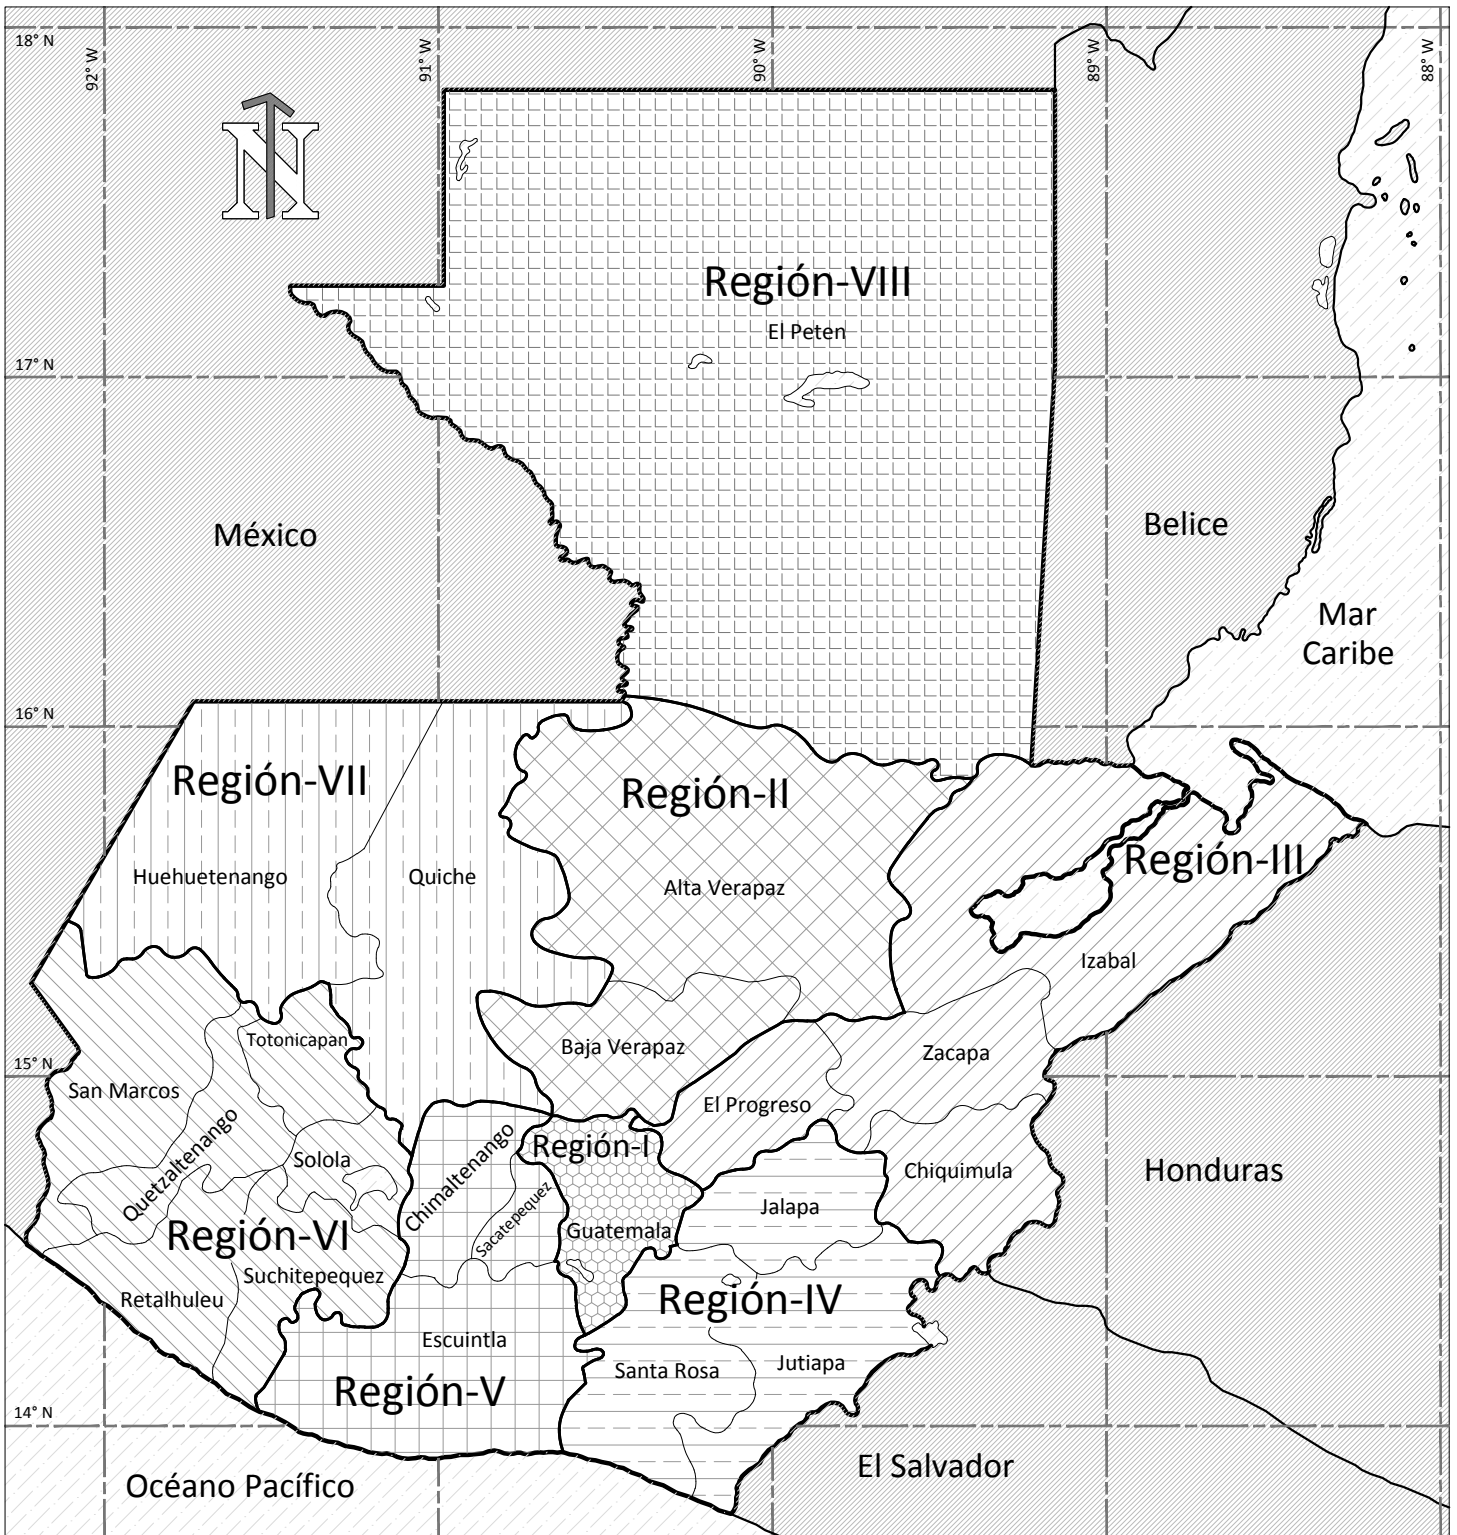 18° N
92° W
91° W
90° W
89° W
88° W
N
Región-VIII
El Peten
17° N
México
Belice
Mar
Caribe
16° N
Región-VII
Región-II
Región-III
Huehuetenango
Quiche
Alta Verapaz
Izabal
Totonicapan
Baja Verapaz
Zacapa
15° N
San Marcos
El Progreso
Quetzaltenango
Solola
Chimaltenango
Región-I
Chiquimula
Honduras
Sacatepequez
Jalapa
Guatemala
Región-VI
Suchitepequez
Retalhuleu
Región-IV
Escuintla
Santa Rosa
Jutiapa
Región-V
14° N
El Salvador
Océano Pacífico